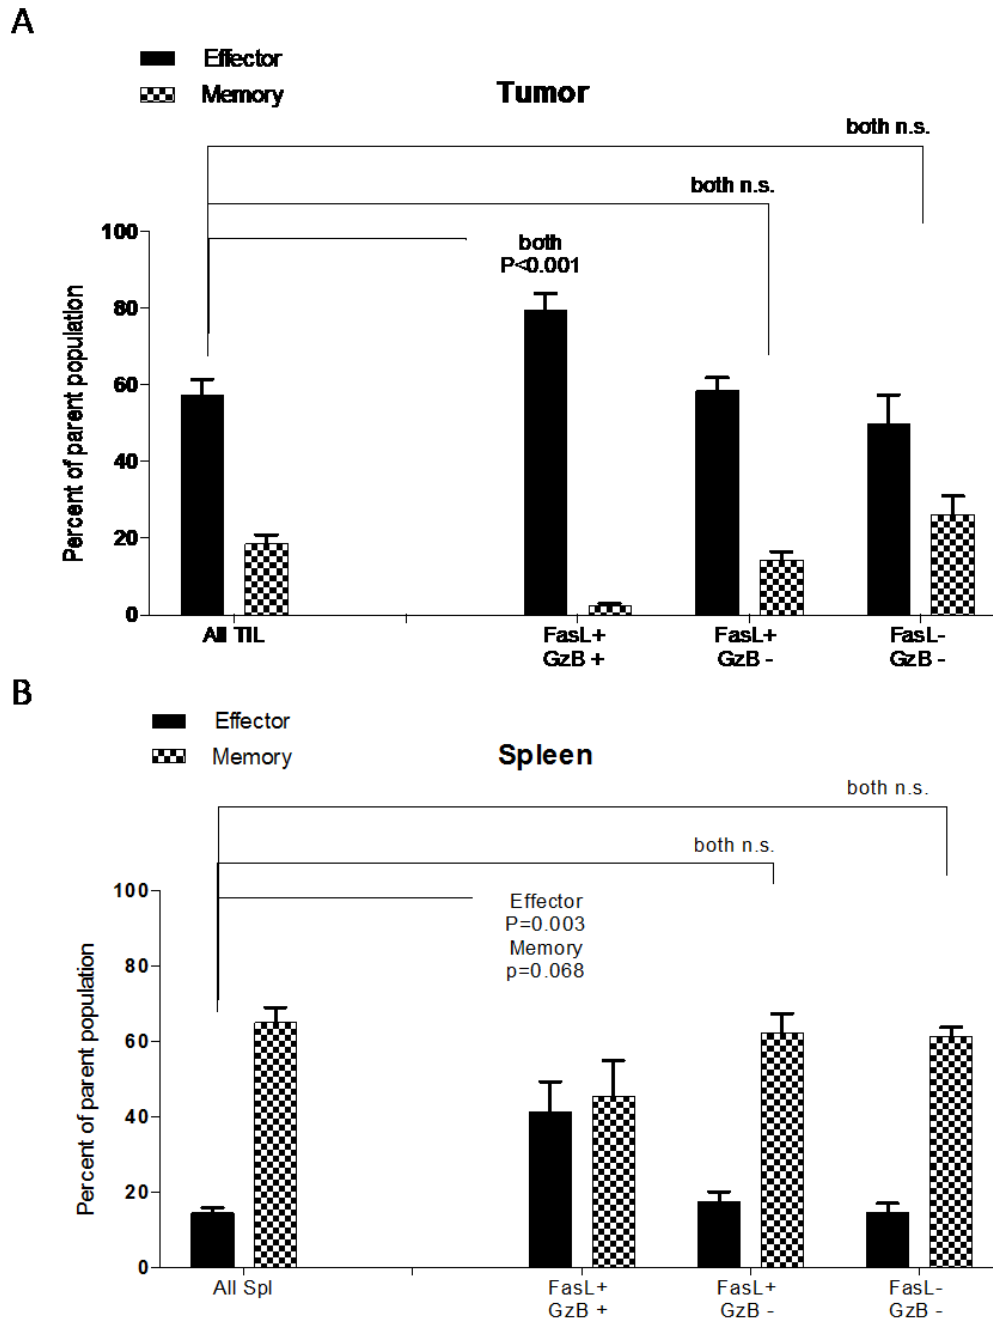 A
Effector
Memory
Tumor
both n.s.
both n.s.
both
P<0.001
Percent of parent population
100
80
60
40
20
0
All TIL
FasL+
GzB +
FasL+
GzB -
FasL-
GzB -
B
Effector
Memory
Spleen
both n.s.
both n.s.
Effector
P=0.003
Memory
p=0.068
Percent of parent population
100
80
60
40
20
0
All Spl
FasL+
GzB +
FasL+
GzB -
FasL-
GzB -